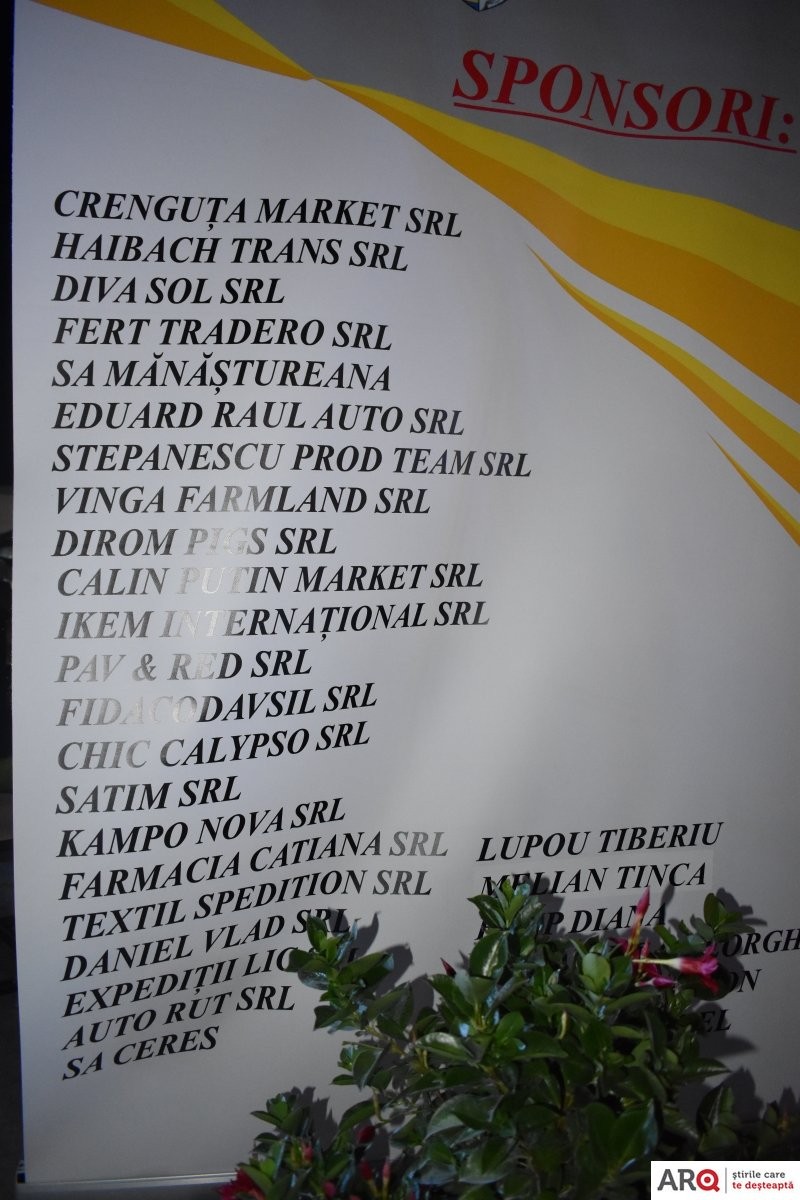 SPONSORI:
CRENGUȚA MARKET SRL
HAIBACH TRANS SRL
DIVA SOL SRL
FERT TRADERO SRL
SA MĂNĂȘTUREANA
EDUARD RAUL AUTO SRL
STEPANESCU PROD TEAM SRL
VINGA FARMLAND SRL
DIROM PIGS SRL
CALIN PUTIN MARKET SRL
IKEM INTERNAȚIONAL SRL
PAV & RED SRL
FIDACODAVSIL SRL
CHIC CALYPSO SRL
SATIM SRL
KAMPO NOVA SRL
FARMACIA CATIANA SRL
TEXTIL SPEDITION SRL
DANIEL VLAD SRL
EXPEDIȚII
AUTO RUT SRL
SA CERES
LUPOU TIBERIU
MELIAN TINCA
DIANA
ARQ știrile care
te deșteaptă